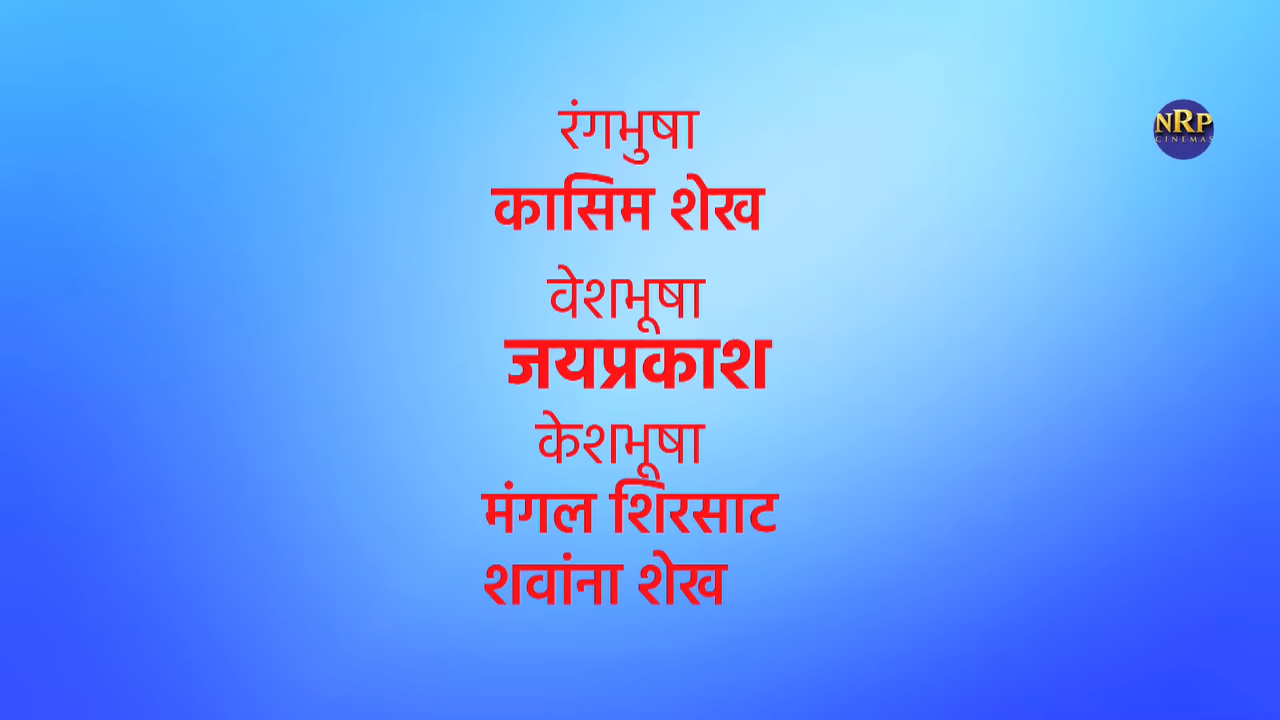 रंगभुषा
कासिम शेख
वेशभूषा
जयप्रकाश
केशभूषा
मंगल शिरसाट
शवांना शेख
NRP
CINEMAS